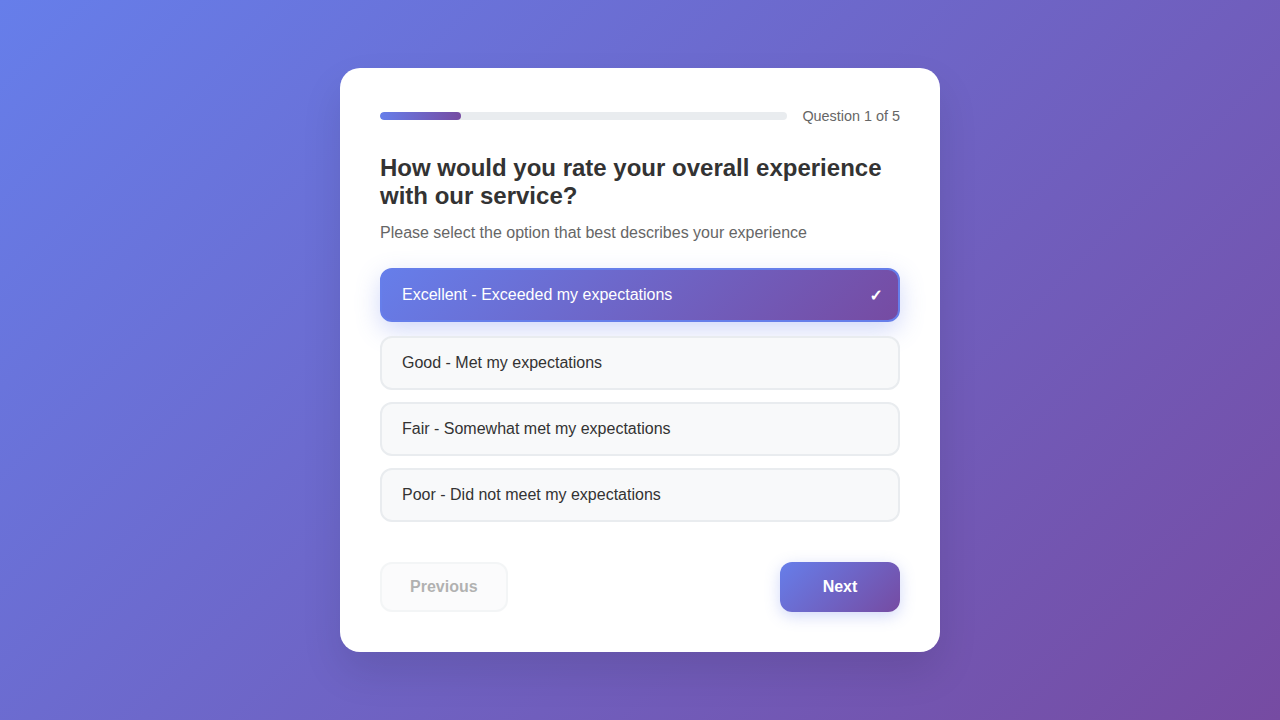 Question 1 of 5
How would you rate your overall experience
with our service?
Please select the option that best describes your experience
Excellent - Exceeded my expectations ✓
Good - Met my expectations
Fair - Somewhat met my expectations
Poor - Did not meet my expectations
Previous
Next